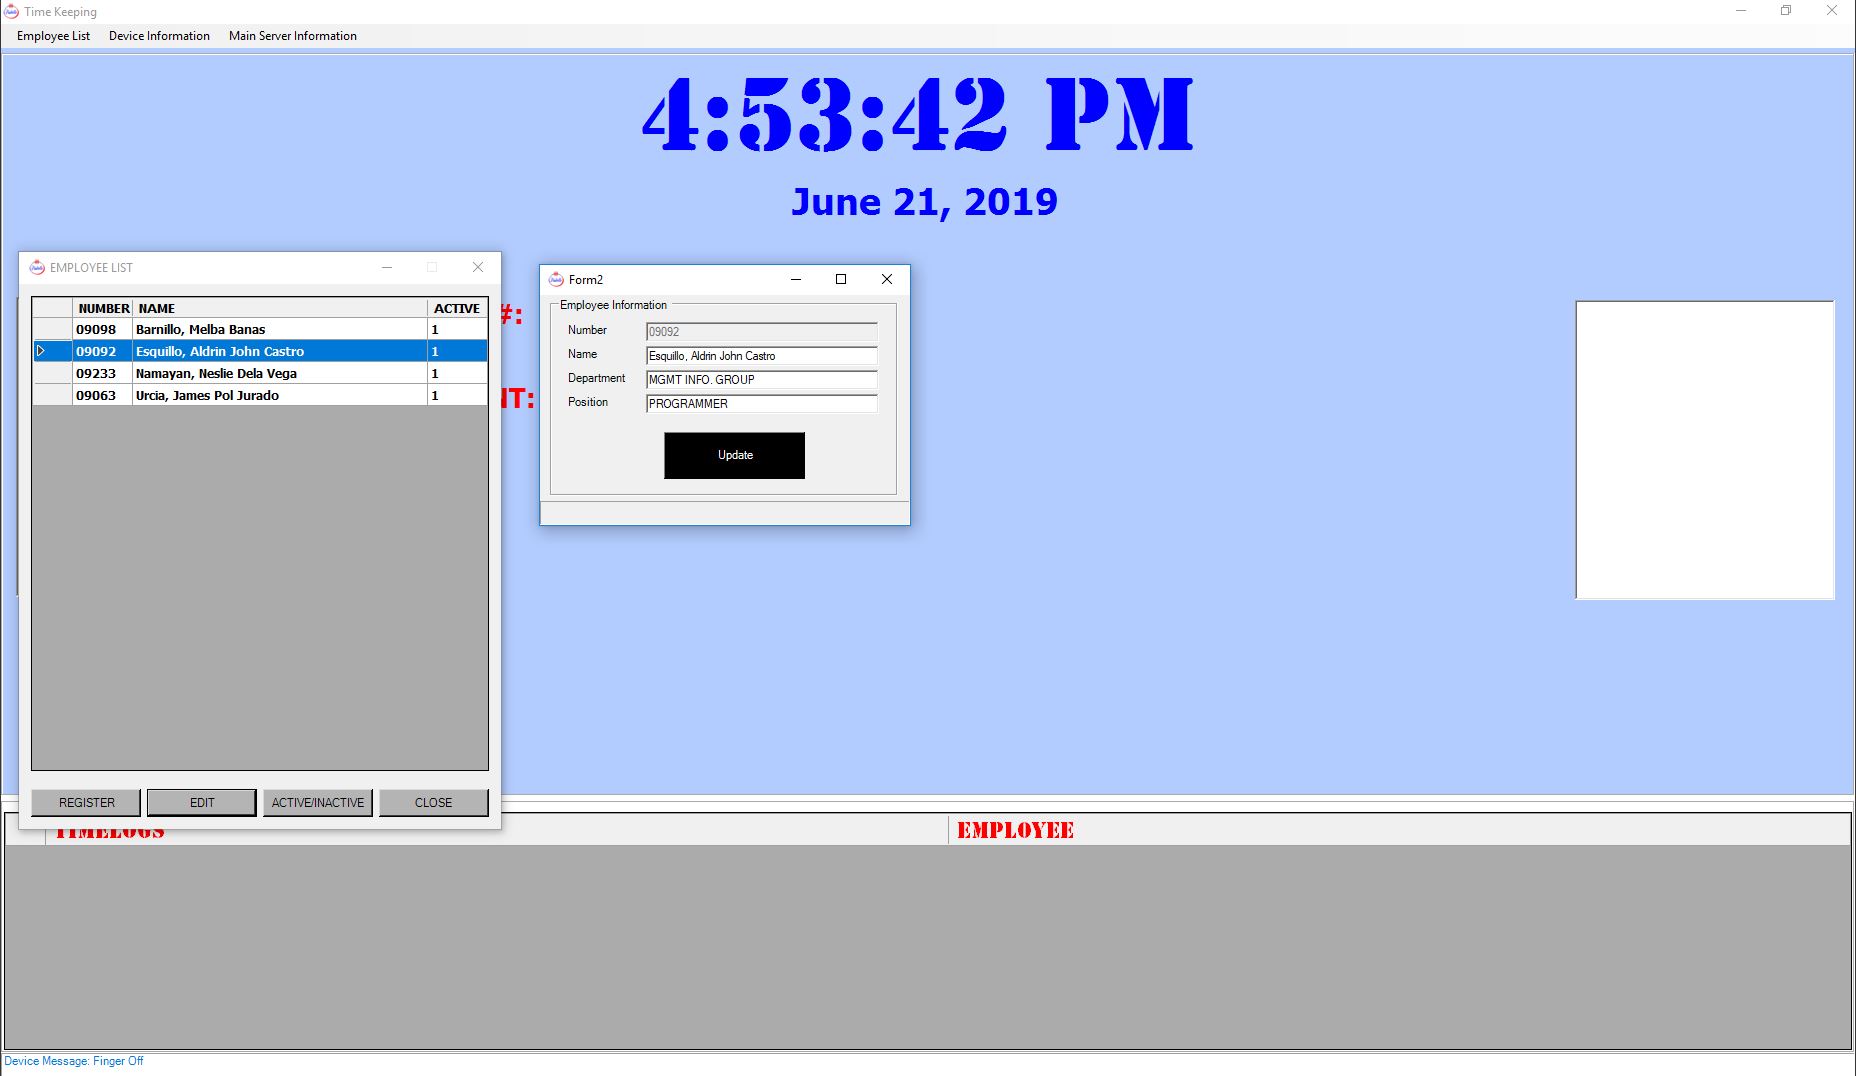 Time Keeping
Employee List Device Information Main Server Information
4:53:42 PM
June 21, 2019
EMPLOYEE LIST
NUMBER NAME ACTIVE
09098 Barnillo, Melba Banas 1
09092 Esquillo, Aldrin John Castro 1
09233 Namayan, Neslie Dela Vega 1
09063 Urcia, James Pol Jurado 1
REGISTER EDIT ACTIVE/INACTIVE CLOSE
#:
NT:
Form2
Employee Information
Number 09092
Name Esquillo, Aldrin John Castro
Department MGMT INFO. GROUP
Position PROGRAMMER
Update
TIMELOGS EMPLOYEE
Device Message: Finger Off